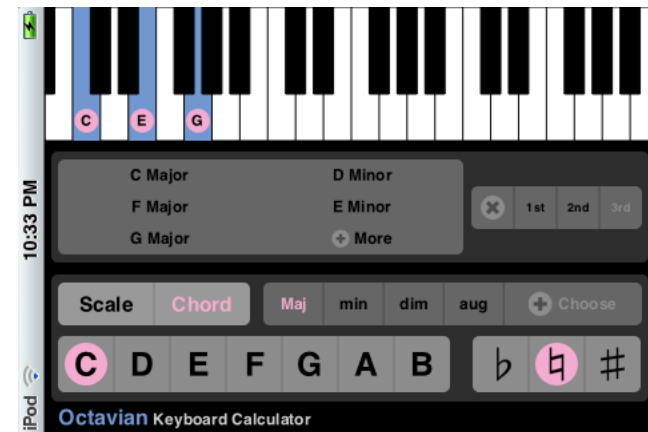 10:33 PM
iPod
C E G
C Major D Minor
F Major E Minor
G Major + More
1st 2nd 3rd
Scale Chord Maj min dim aug + Choose
C D E F G A B ♭ ♮ ♯
Octavian Keyboard Calculator